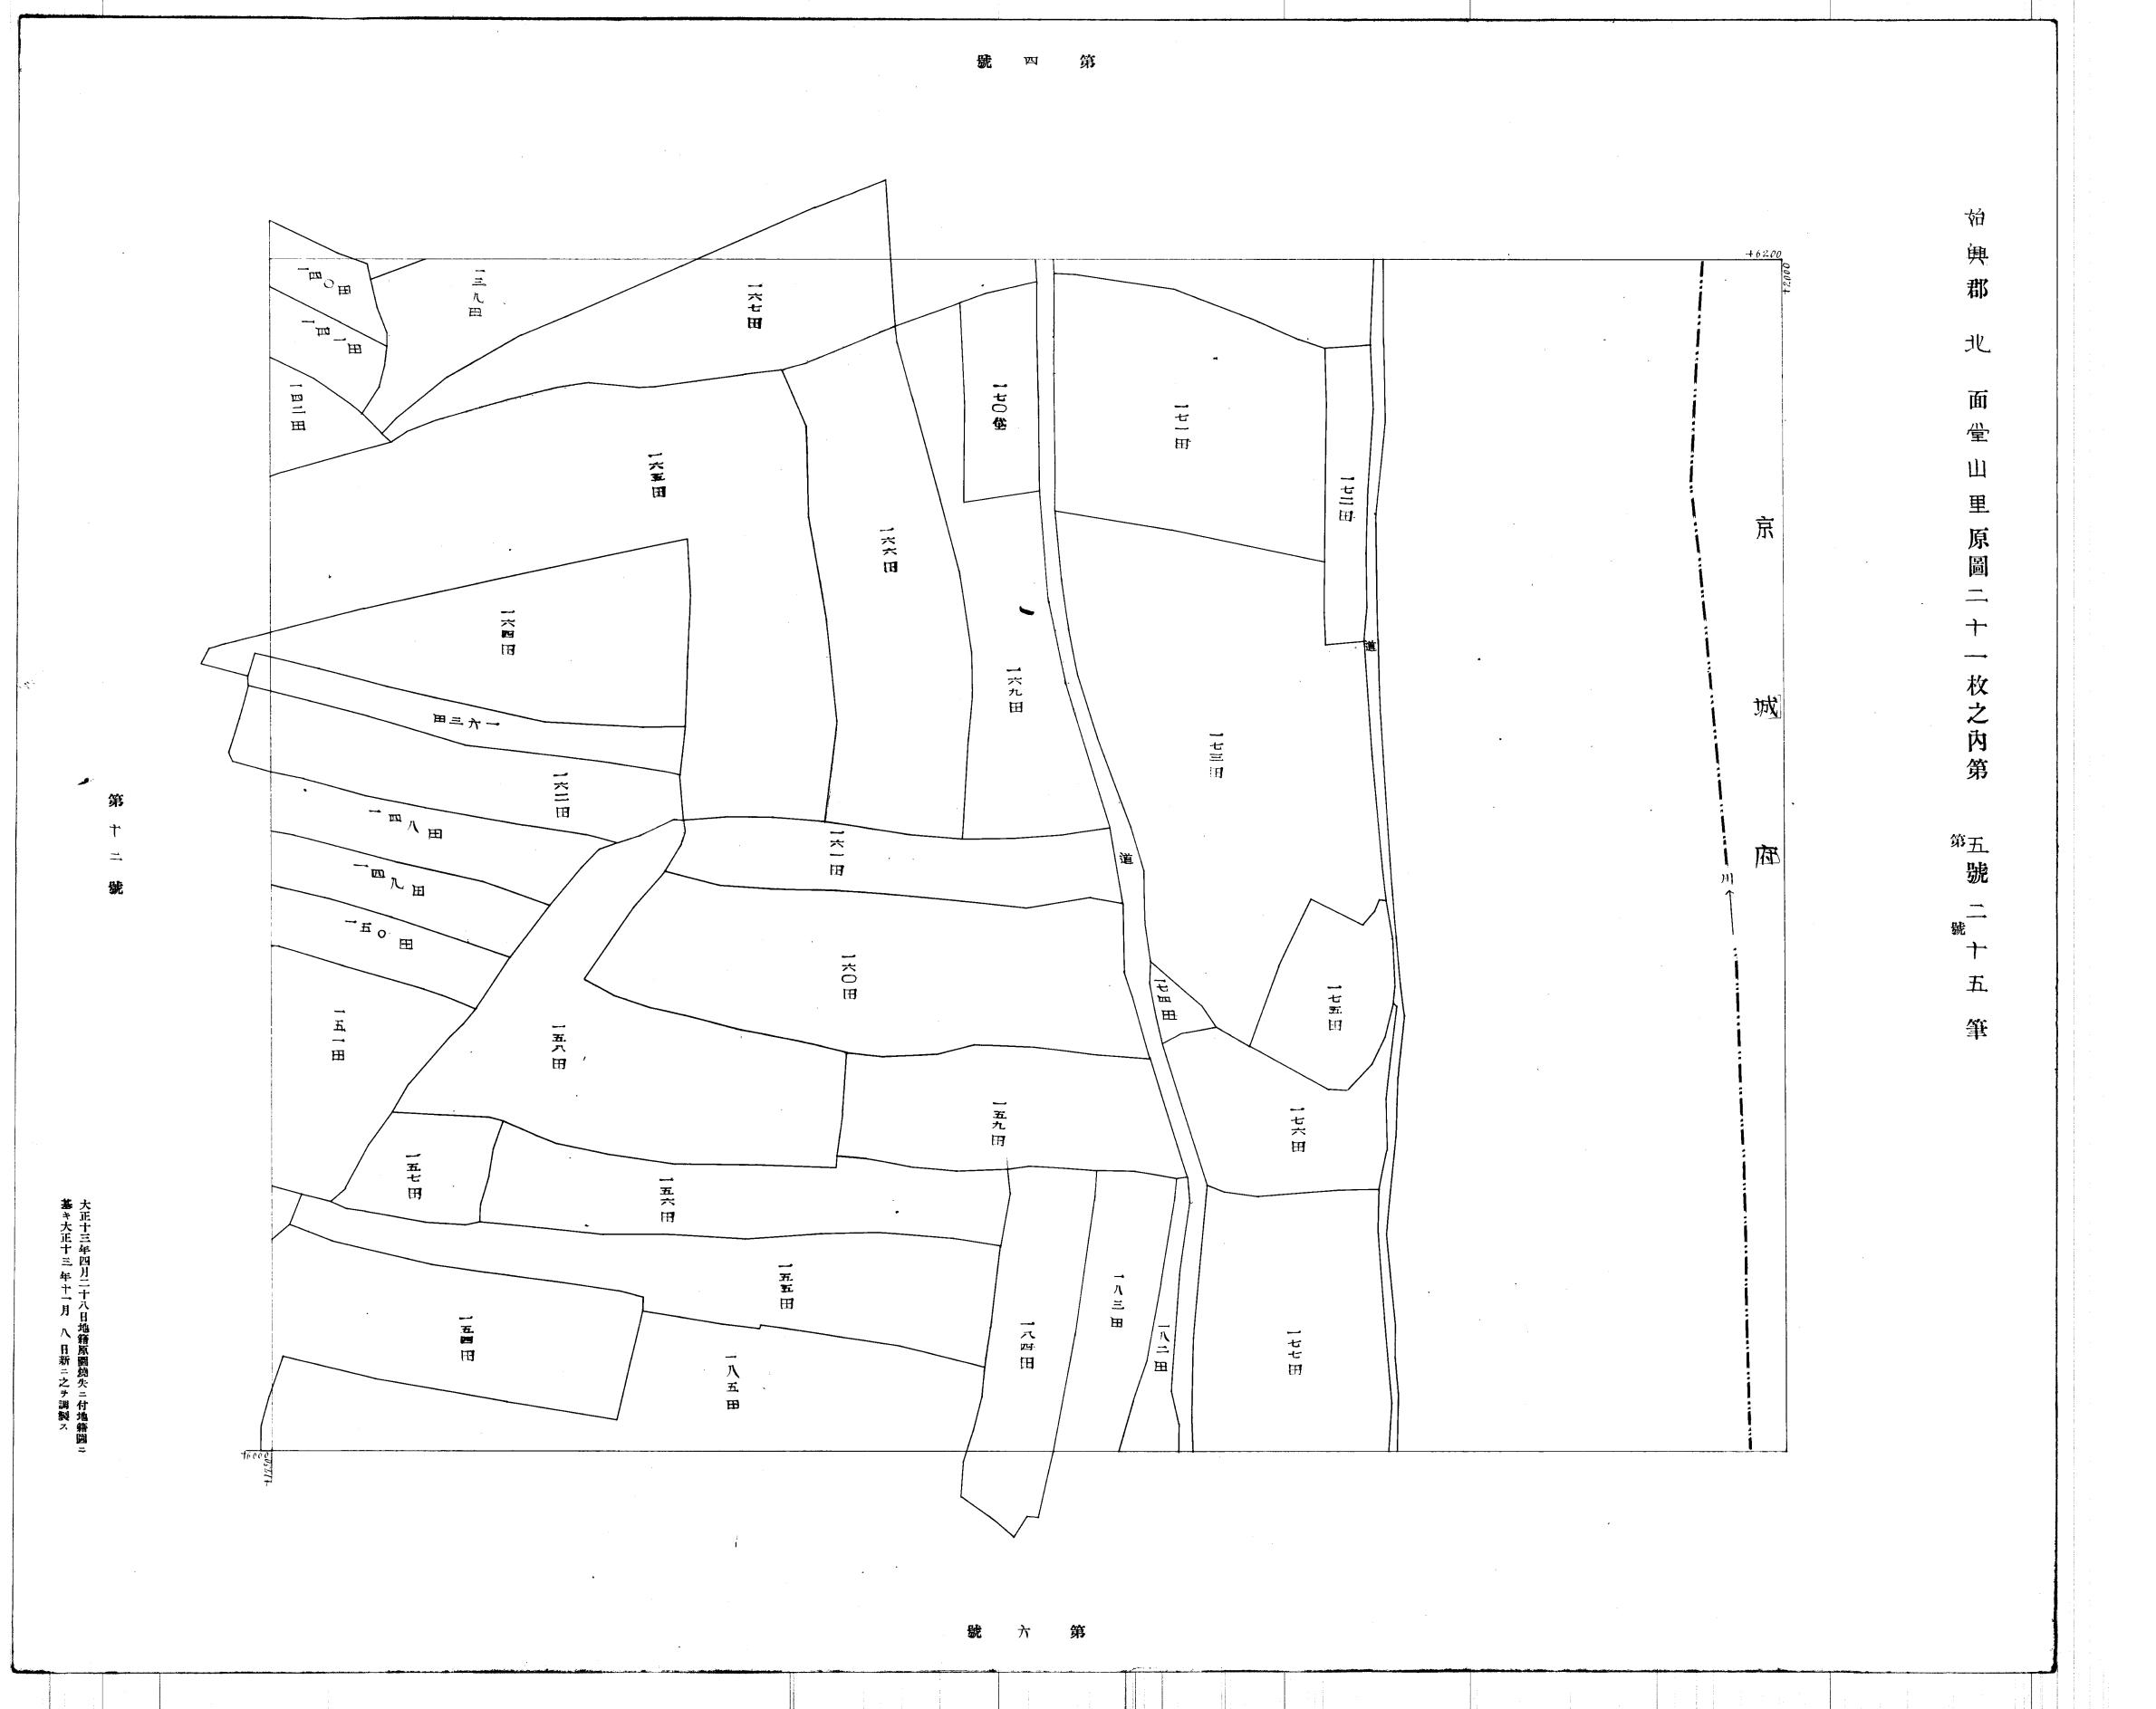 第四號
始興郡北面堂山里原圖二十一枚之內第五號二十五筆
第 號
46200
42000
京城府
川
道
道
一四〇田
一四一田
一四二田
一三九田
一六七田
一七〇垈
一七一田
一七二田
一六五田
一六六田
一六四田
一六九田
一六三田
一七三田
一六二田
一四八田
一四九田
一五〇田
一六一田
一六〇田
一七四田
一七五田
一五一田
一五八田
一五九田
一七六田
一五七田
一五六田
一五五田
一五四田
一八五田
一八四田
一八三田
一八二田
一七七田
第十二號
大正十三年四月二十八日地籍原圖燒失ニ付地籍圖ニ
基キ大正十三年十一月 八日新ニ之ヲ調製ス
46000
第六號